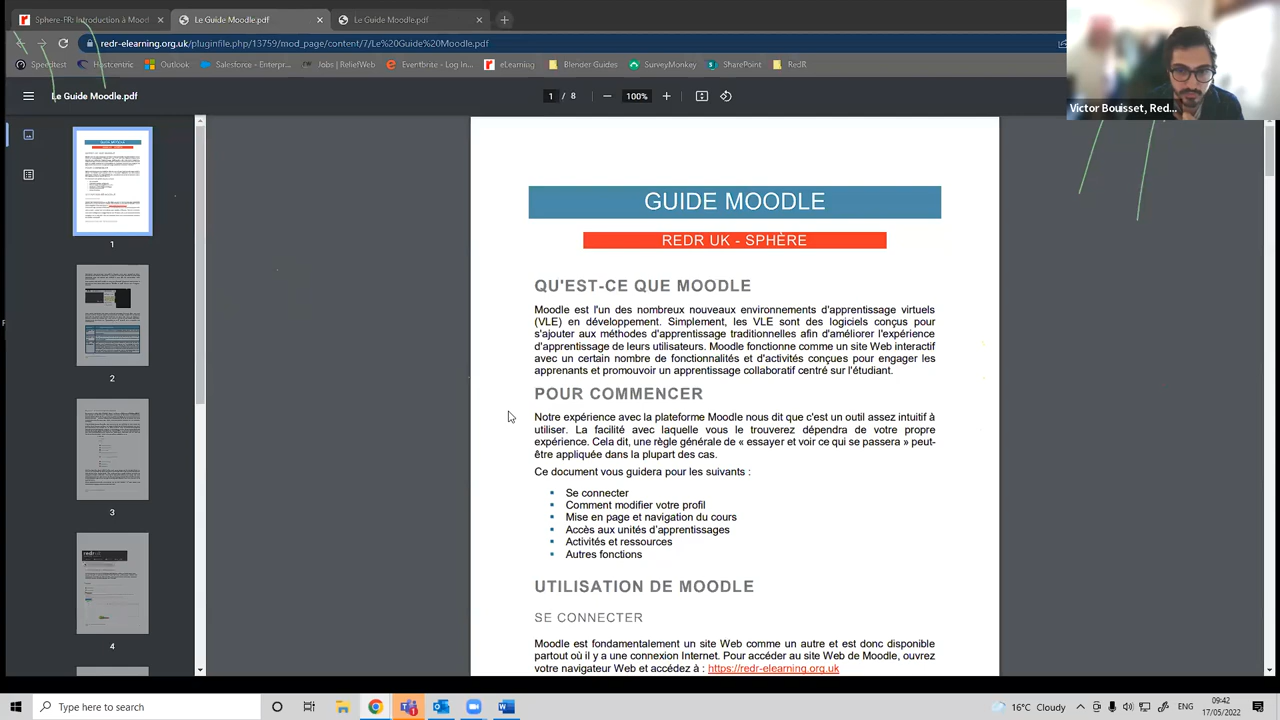 Sphere-FR Introduction à Mood
Le Guide Moodle.pdf
Le Guide Moodle.pdf
redr-elearning.org.uk/pluginfile.php/13759/mod_page/content/7/Le%20Guide%20Moodle.pdf
Speedtest
Hostcentric
Outlook
Salesforce - Enterpr...
Jobs | ReliefWeb
Eventbrite - Log In...
eLearning
Blender Guides
SurveyMonkey
SharePoint
RedR
Victor Bouisset, Red...
Le Guide Moodle.pdf
1 / 8
100%
GUIDE MOODLE
REDR UK - SPHÈRE
QU'EST-CE QUE MOODLE
Moodle est l'un des nombreux nouveaux environnements d'apprentissage virtuels
(VLE) en développement. Simplement, les VLE sont des logiciels conçus pour
s'ajouter aux méthodes d'apprentissage traditionnelles afin d'améliorer l'expérience
d'apprentissage de leurs utilisateurs. Moodle fonctionne comme un site Web interactif
avec un certain nombre de fonctionnalités et d'activités conçues pour engager les
apprenants et promouvoir un apprentissage collaboratif centré sur l'étudiant.
POUR COMMENCER
Notre expérience avec la plateforme Moodle nous dit que c'est un outil assez intuitif à
utiliser. La facilité avec laquelle vous le trouverez dépendra de votre propre
expérience. Cela dit, une règle générale de « essayer et voir ce qui se passera » peut-
être appliquée dans la plupart des cas.
Ce document vous guidera pour les suivants :
Se connecter
Comment modifier votre profil
Mise en page et navigation du cours
Accès aux unités d'apprentissages
Activités et ressources
Autres fonctions
UTILISATION DE MOODLE
SE CONNECTER
Moodle est fondamentalement un site Web comme un autre et est donc disponible
partout où il y a une connexion Internet. Pour accéder au site Web de Moodle, ouvrez
votre navigateur Web et accédez à : https://redr-elearning.org.uk
1
2
3
4
Type here to search
16°C Cloudy
ENG
09:42
17/05/2022